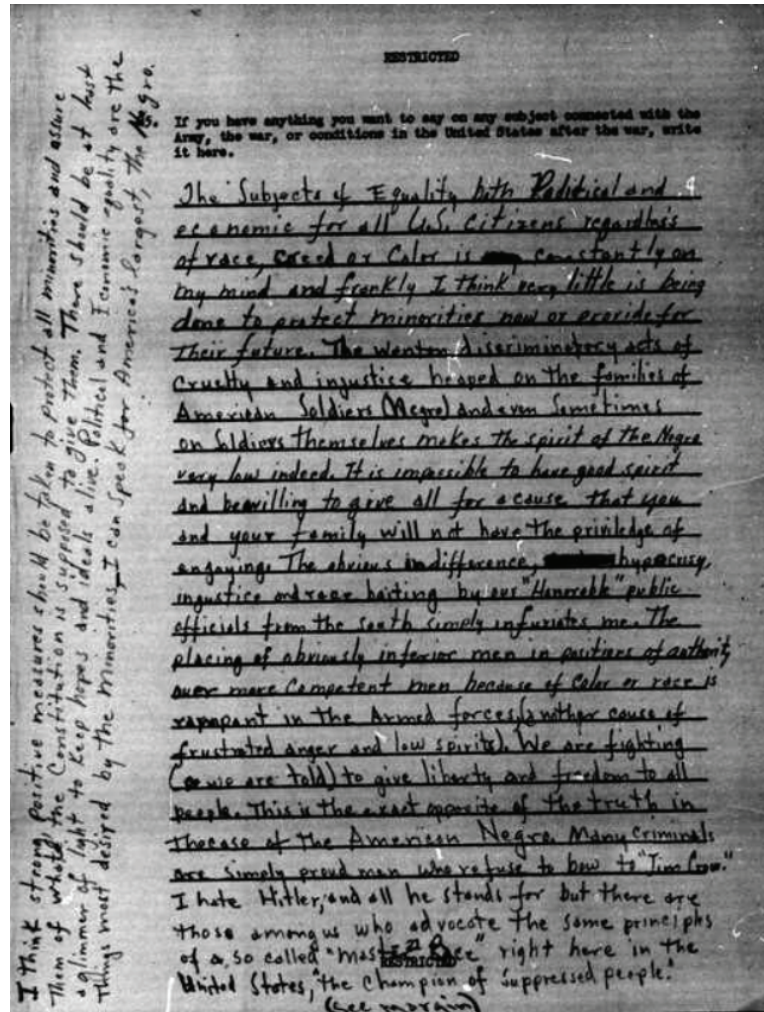 RESTRICTED
If you have anything you want to say on any subject connected with the
Army, the war, or conditions in the United States after the war, write
it here.
The Subjects of Equality both Political and
economic for all U.S. Citizens regardless
of race, creed or Color is constantly on
my mind and frankly I think very little is being
done to protect minorities now or provide for
Their future. The wanton discriminatory acts of
Cruelty and injustice heaped on the families of
American Soldiers (Negro) and even Sometimes
on Soldiers themselves makes the spirit of the Negro
very low indeed. It is impossible to have good spirit
and be willing to give all for a cause that you
and your family will not have the priviledge of
engoying. The obvious indifference, hypocrisy,
injustice and race baiting by our "Honorable" public
officials from the south simply infuriates me. The
placing of obviously inferior men in positions of authority
over more Competent men because of Color or race is
rampant in the Armed forces (another cause of
frustrated anger and low spirits). We are fighting
(or we are told) to give liberty and freedom to all
people. This is the exact opposite of the truth in
the case of the American Negro. Many Criminals
are simply proud men who refuse to bow to "Jim Crow."
I hate Hitler, and all he stands for but there are
those among us who advocate the same principles
of a so called "Master Race" right here in the
United States, "the Champion of Suppressed people."
21
RESTRICTED
(see margin)
I think strong, positive measures should be taken to protect all minorities and assure
them of what the Constitution is supposed to give them. There should be at least
a glimmer of light to keep hopes and ideals alive. Political and Economic equality are the
things most desired by the minorities, I can speak for America's largest, the Negro.